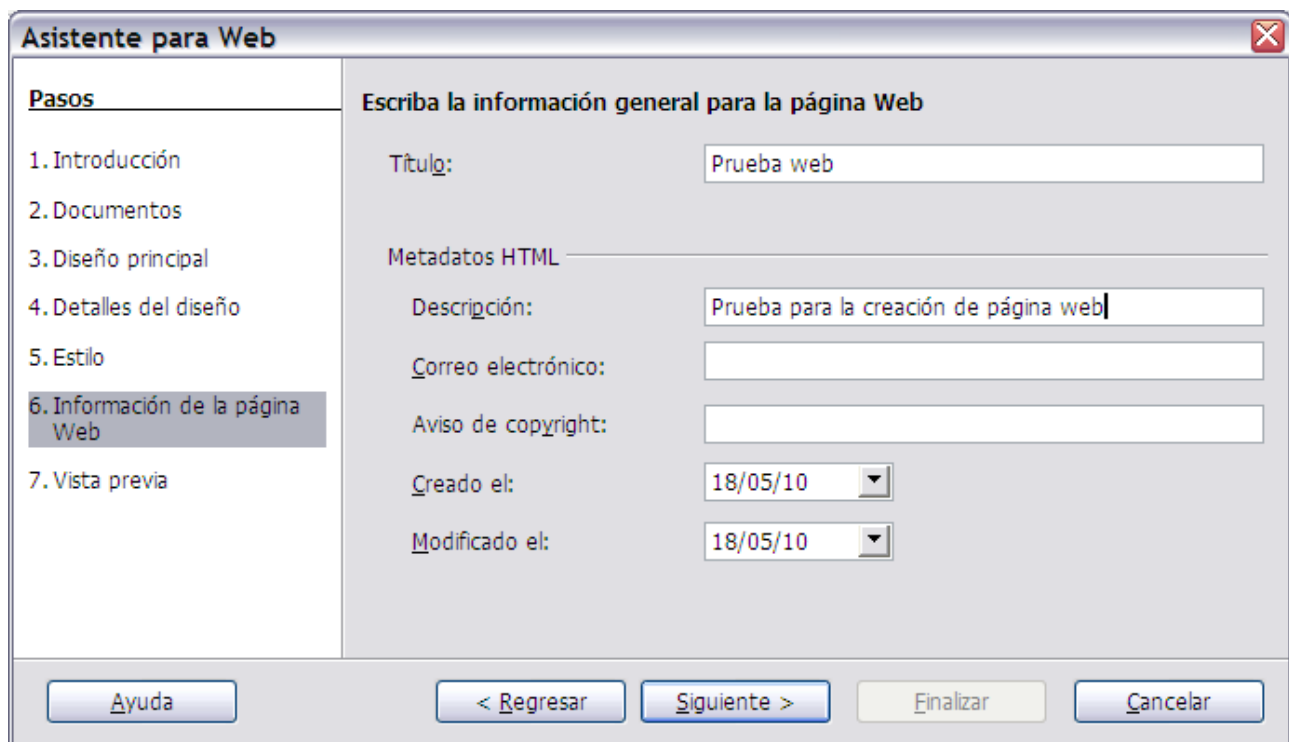 Asistente para Web
Pasos
1. Introducción
2. Documentos
3. Diseño principal
4. Detalles del diseño
5. Estilo
6. Información de la página
Web
7. Vista previa
Escriba la información general para la página Web
Título: Prueba web
Metadatos HTML
Descripción: Prueba para la creación de página web
Correo electrónico:
Aviso de copyright:
Creado el: 18/05/10
Modificado el: 18/05/10
Ayuda < Regresar Siguiente > Finalizar Cancelar